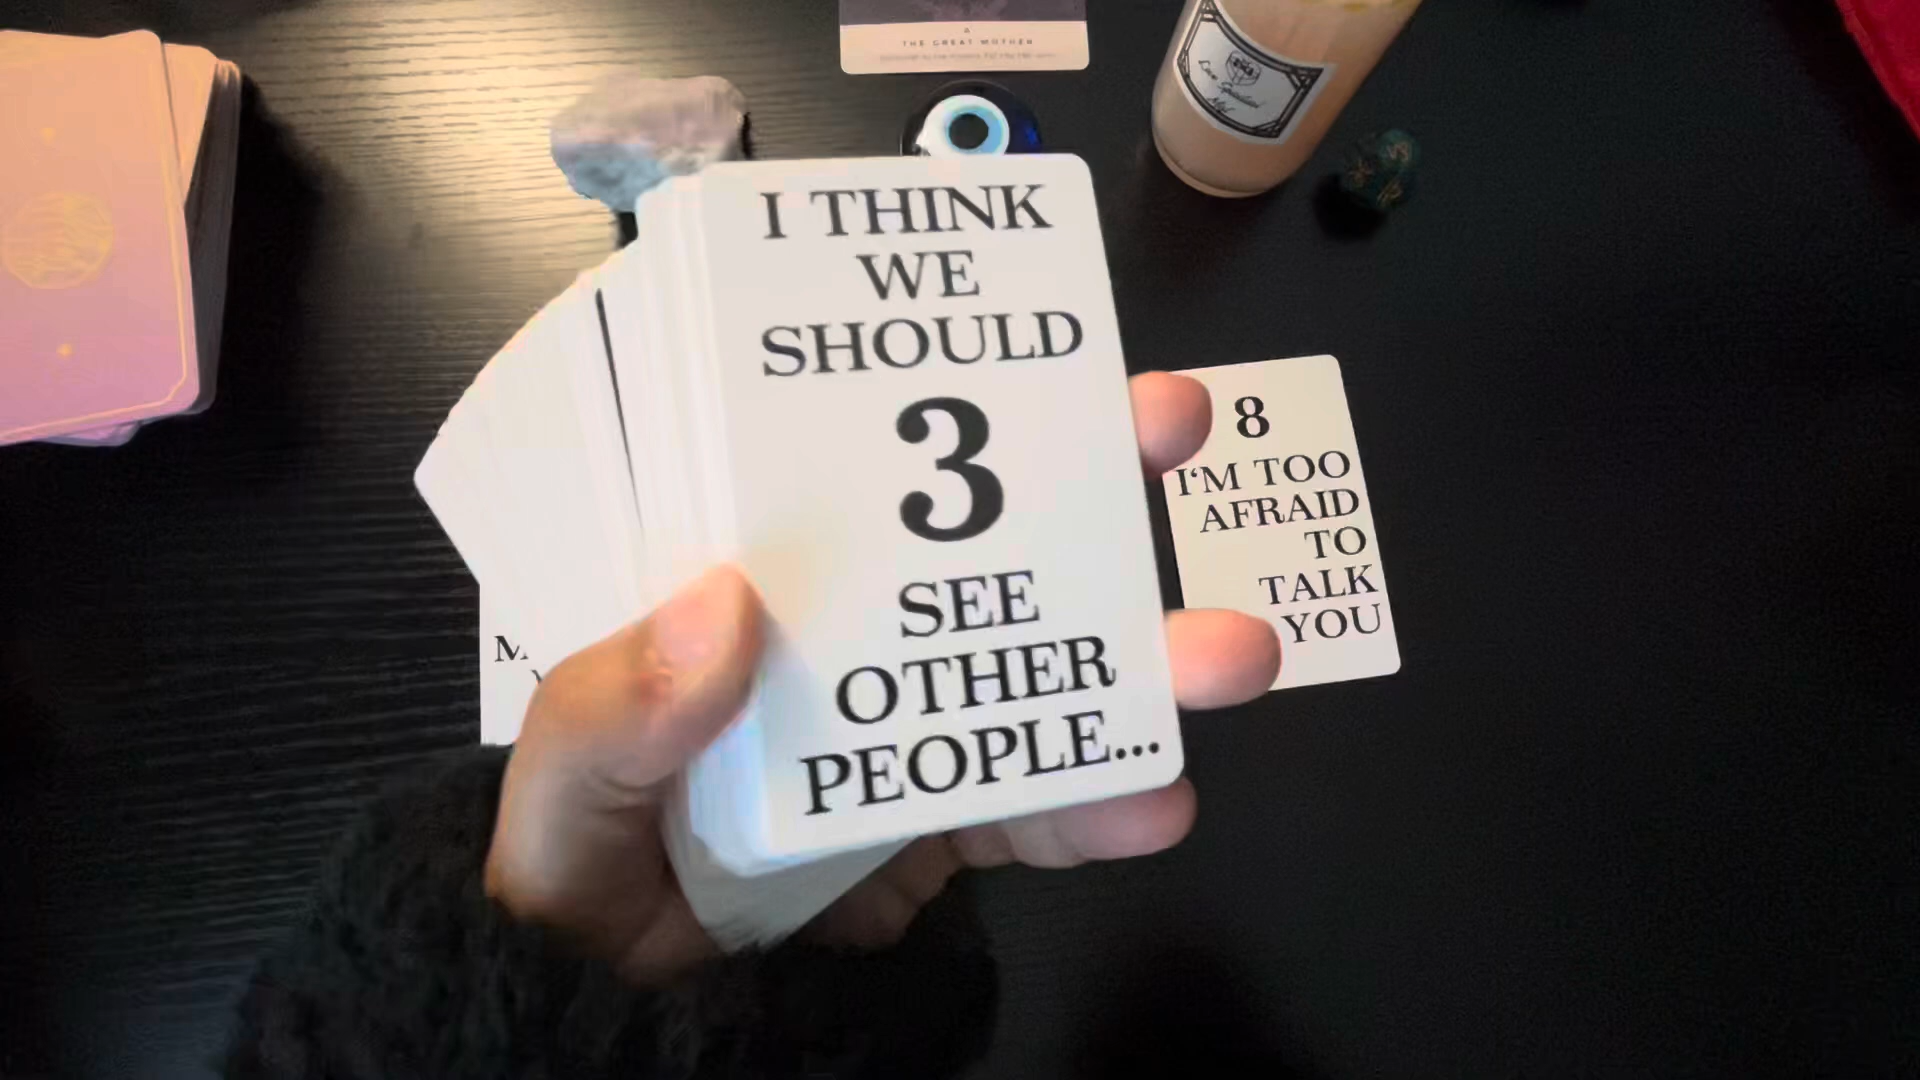 THE GREAT MOTHER
I THINK
WE
SHOULD
3
SEE
OTHER
PEOPLE...
8
I'M TOO
AFRAID
TO
TALK
YOU